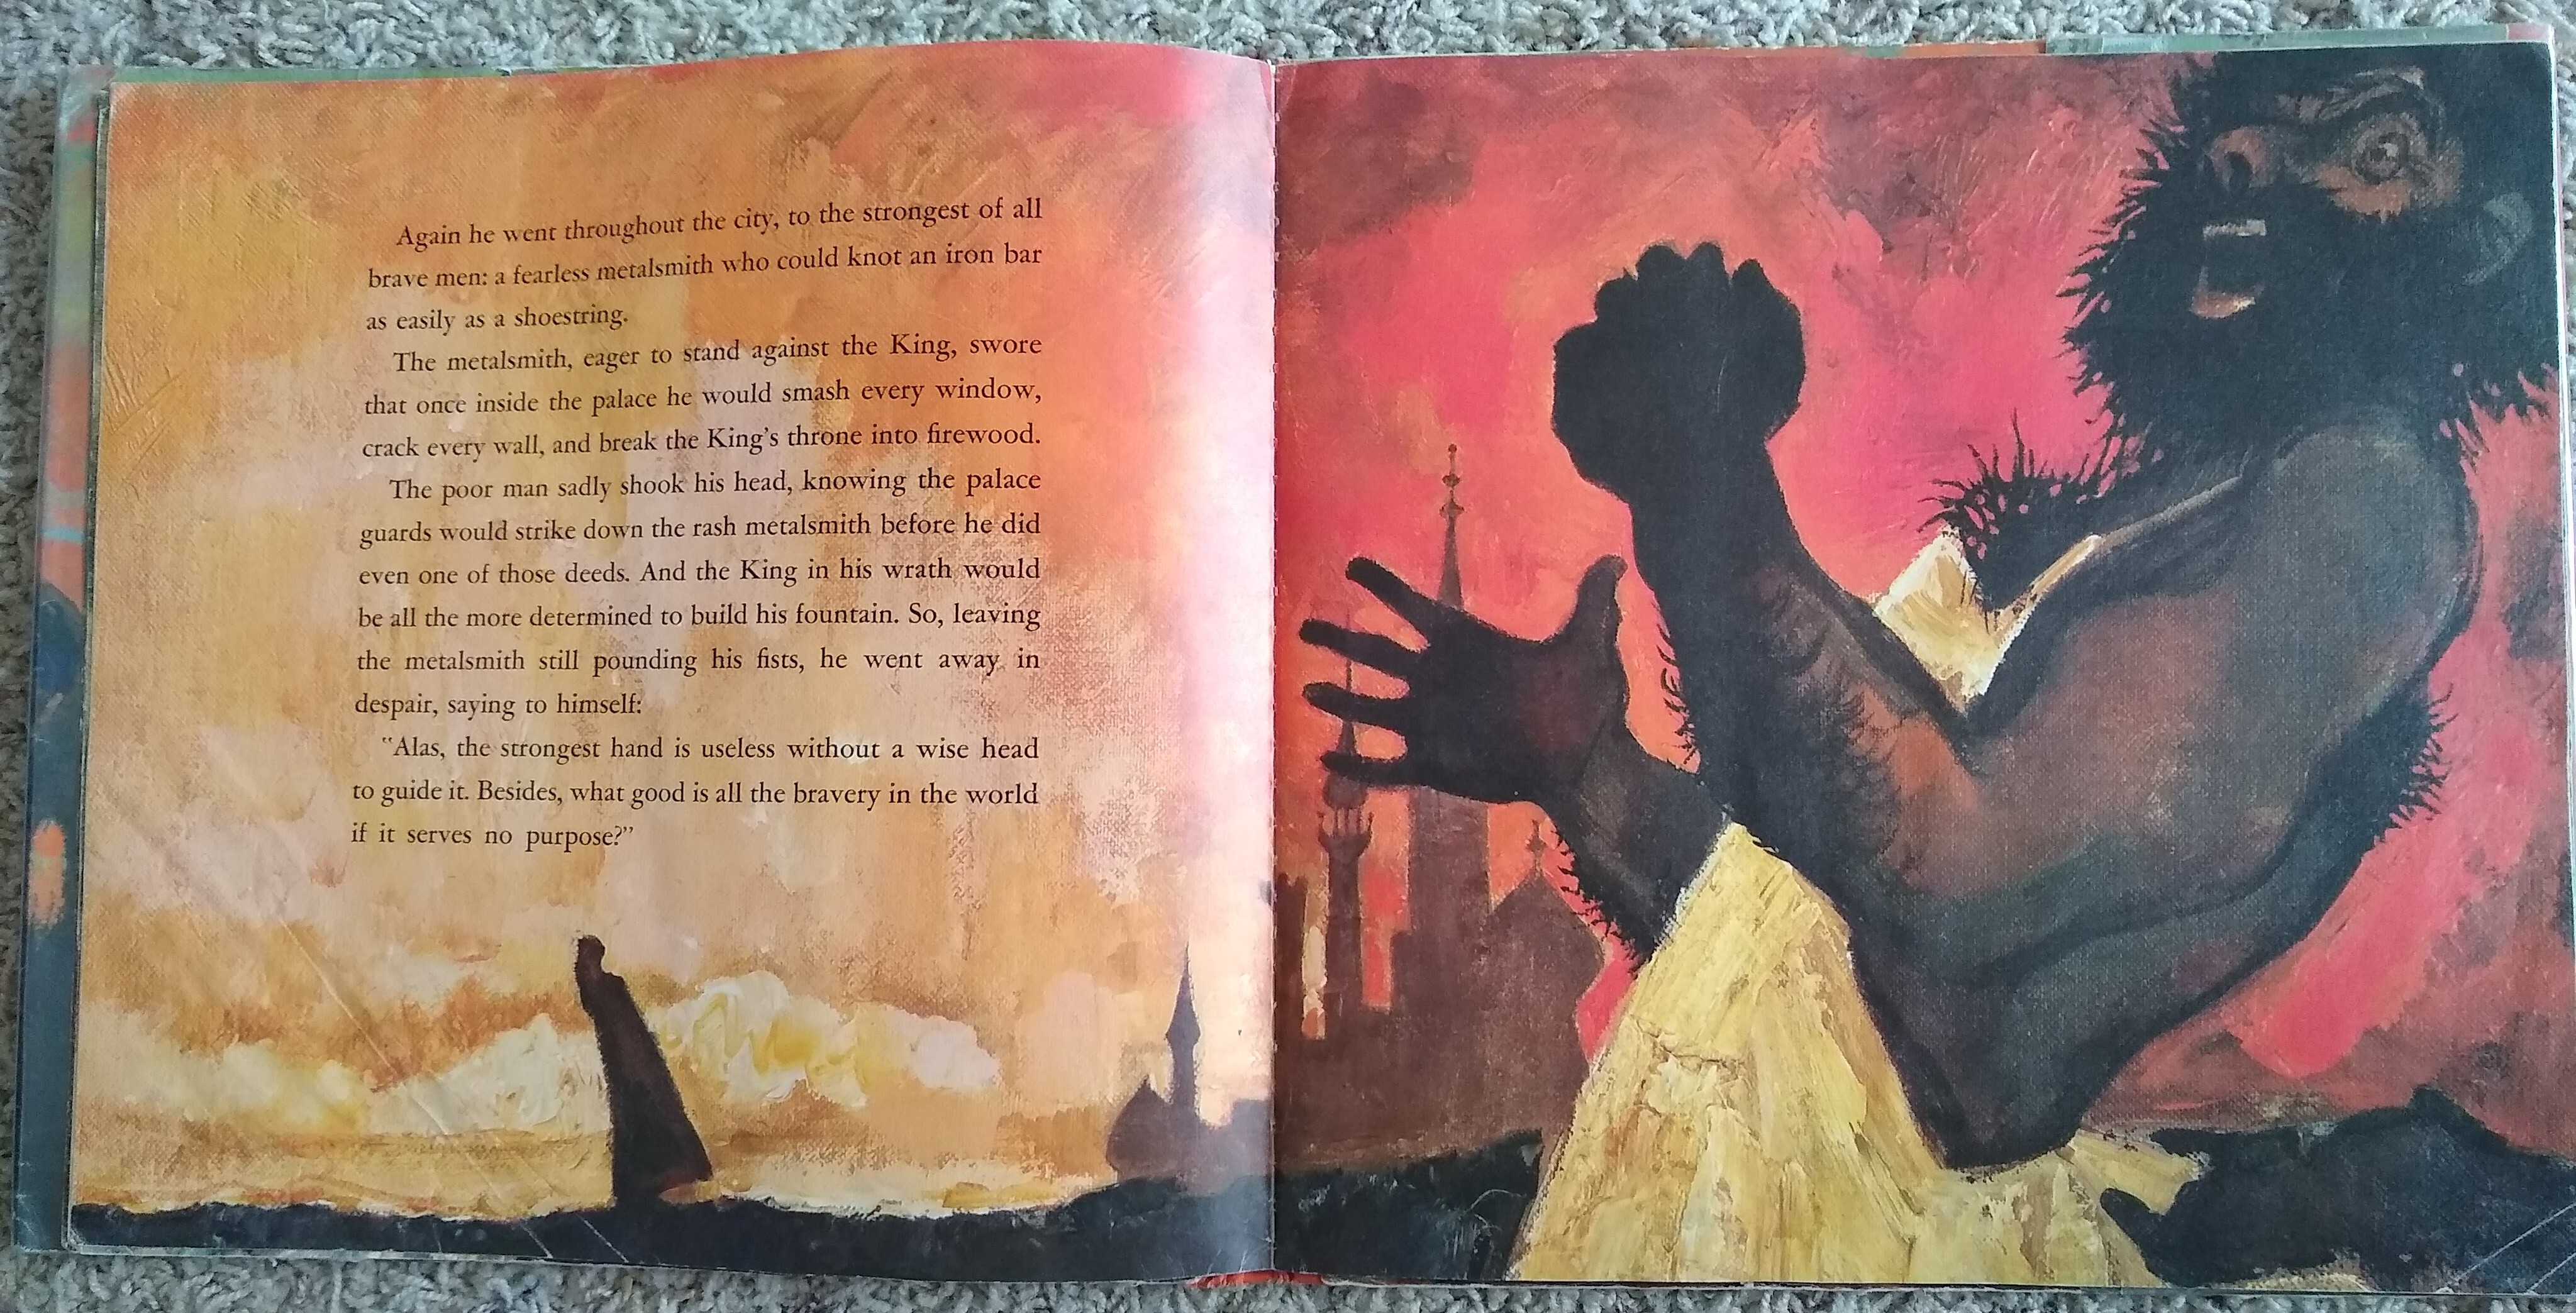 Again he went throughout the city, to the strongest of all
brave men: a fearless metalsmith who could knot an iron bar
as easily as a shoestring.
The metalsmith, eager to stand against the King, swore
that once inside the palace he would smash every window,
crack every wall, and break the King's throne into firewood.
The poor man sadly shook his head, knowing the palace
guards would strike down the rash metalsmith before he did
even one of those deeds. And the King in his wrath would
be all the more determined to build his fountain. So, leaving
the metalsmith still pounding his fists, he went away in
despair, saying to himself:
"Alas, the strongest hand is useless without a wise head
to guide it. Besides, what good is all the bravery in the world
if it serves no purpose?"